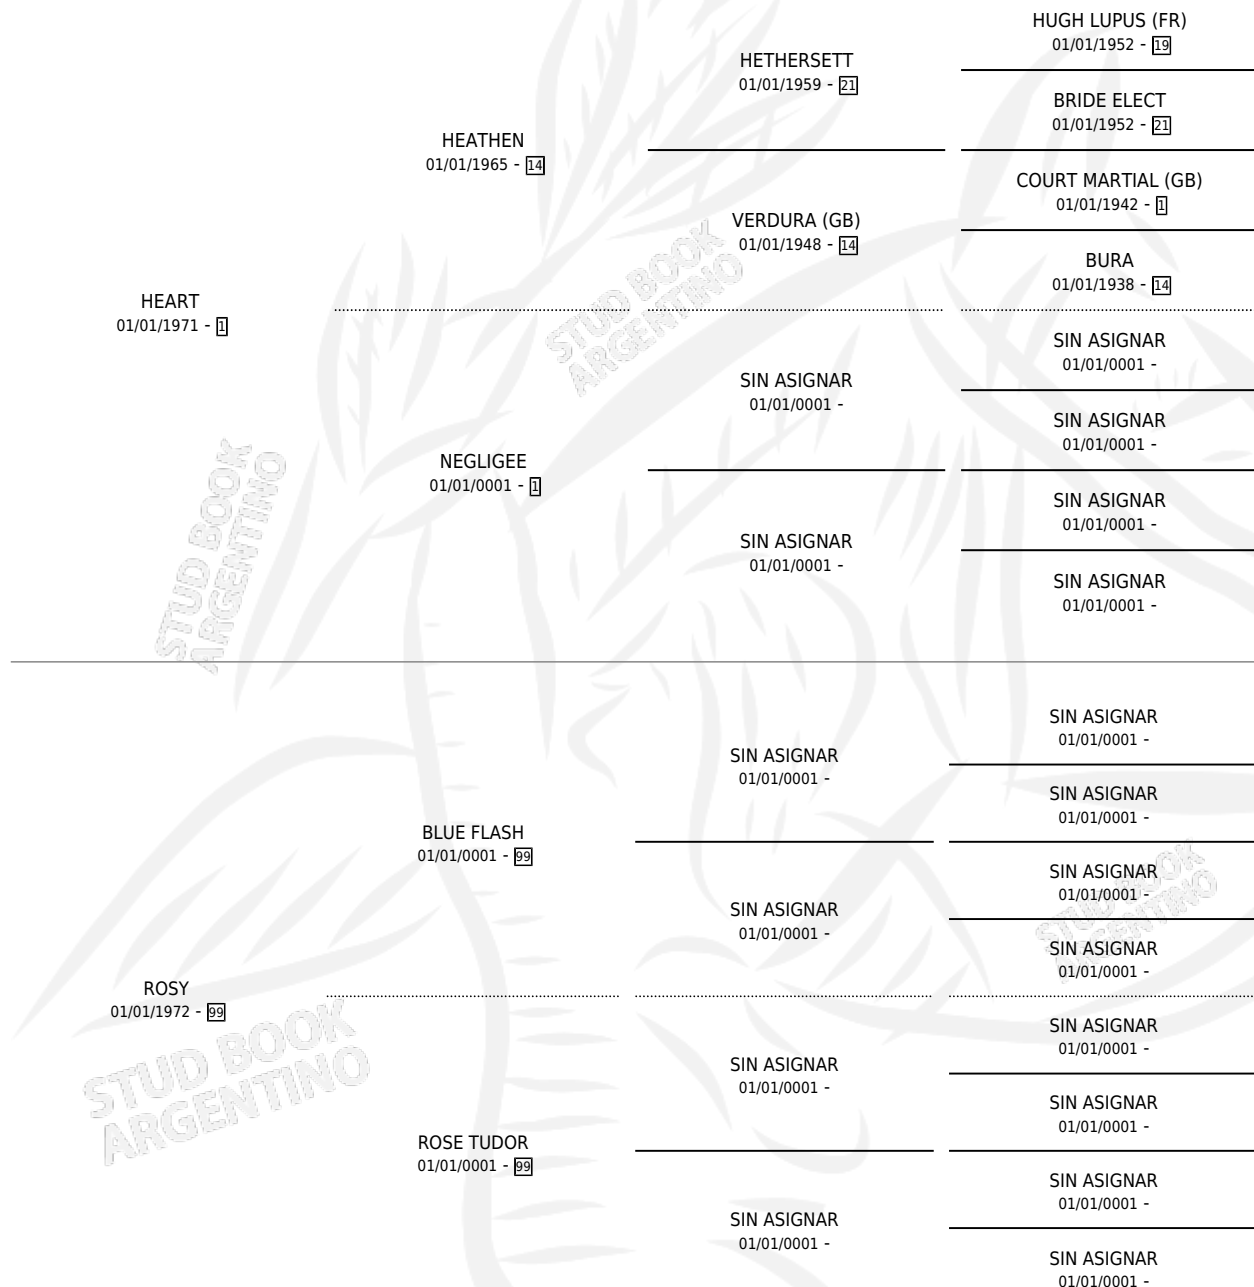 HUGH LUPUS (FR)
01/01/1952 - 19
HETHERSETT
01/01/1959 - 21
BRIDE ELECT
01/01/1952 - 21
HEATHEN
01/01/1965 - 14
COURT MARTIAL (GB)
01/01/1942 - 1
VERDURA (GB)
01/01/1948 - 14
BURA
01/01/1938 - 14
HEART
01/01/1971 - 1
STUD BOOK
ARGENTINO
SIN ASIGNAR
01/01/0001 -
SIN ASIGNAR
01/01/0001 -
SIN ASIGNAR
01/01/0001 -
NEGLIGEE
01/01/0001 - 1
SIN ASIGNAR
01/01/0001 -
SIN ASIGNAR
01/01/0001 -
SIN ASIGNAR
01/01/0001 -
STUD BOOK
ARGENTINO
SIN ASIGNAR
01/01/0001 -
SIN ASIGNAR
01/01/0001 -
SIN ASIGNAR
01/01/0001 -
BLUE FLASH
01/01/0001 - 99
SIN ASIGNAR
01/01/0001 -
SIN ASIGNAR
01/01/0001 -
SIN ASIGNAR
01/01/0001 -
STUD BOOK
ARGENTINO
ROSY
01/01/1972 - 99
SIN ASIGNAR
01/01/0001 -
SIN ASIGNAR
01/01/0001 -
SIN ASIGNAR
01/01/0001 -
STUD BOOK
ARGENTINO
ROSE TUDOR
01/01/0001 - 99
SIN ASIGNAR
01/01/0001 -
SIN ASIGNAR
01/01/0001 -
SIN ASIGNAR
01/01/0001 -